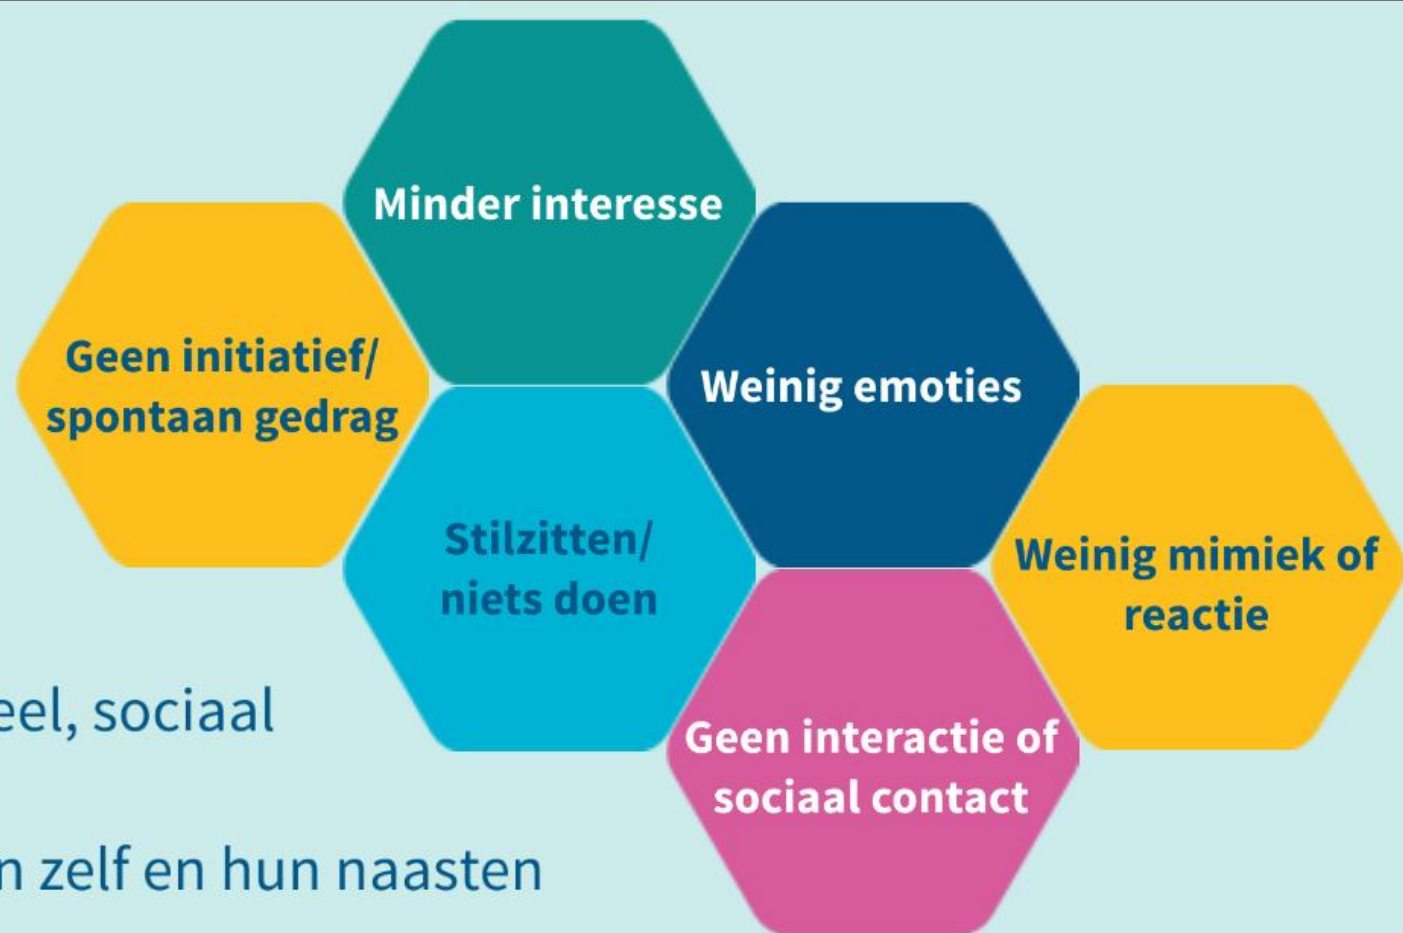 Minder interesse
Geen initiatief/
spontaan gedrag
Weinig emoties
Stilzitten/
niets doen
Weinig mimiek of
reactie
Geen interactie of
sociaal contact
sociaal
zelf en hun naasten